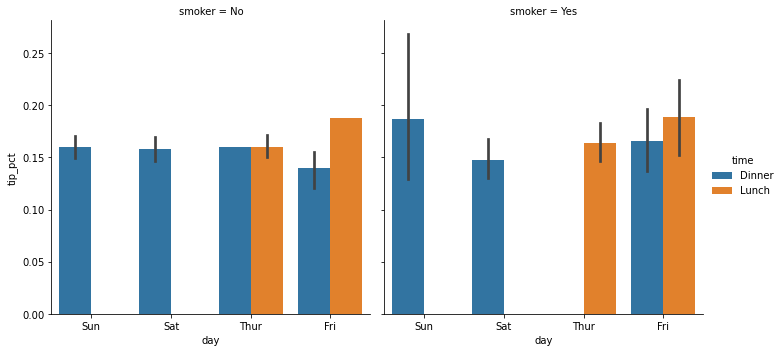 smoker = No
smoker = Yes
tip_pct
0.25
0.20
0.15
0.10
0.05
0.00
Sun Sat Thur Fri
day
Sun Sat Thur Fri
day
time
Dinner
Lunch